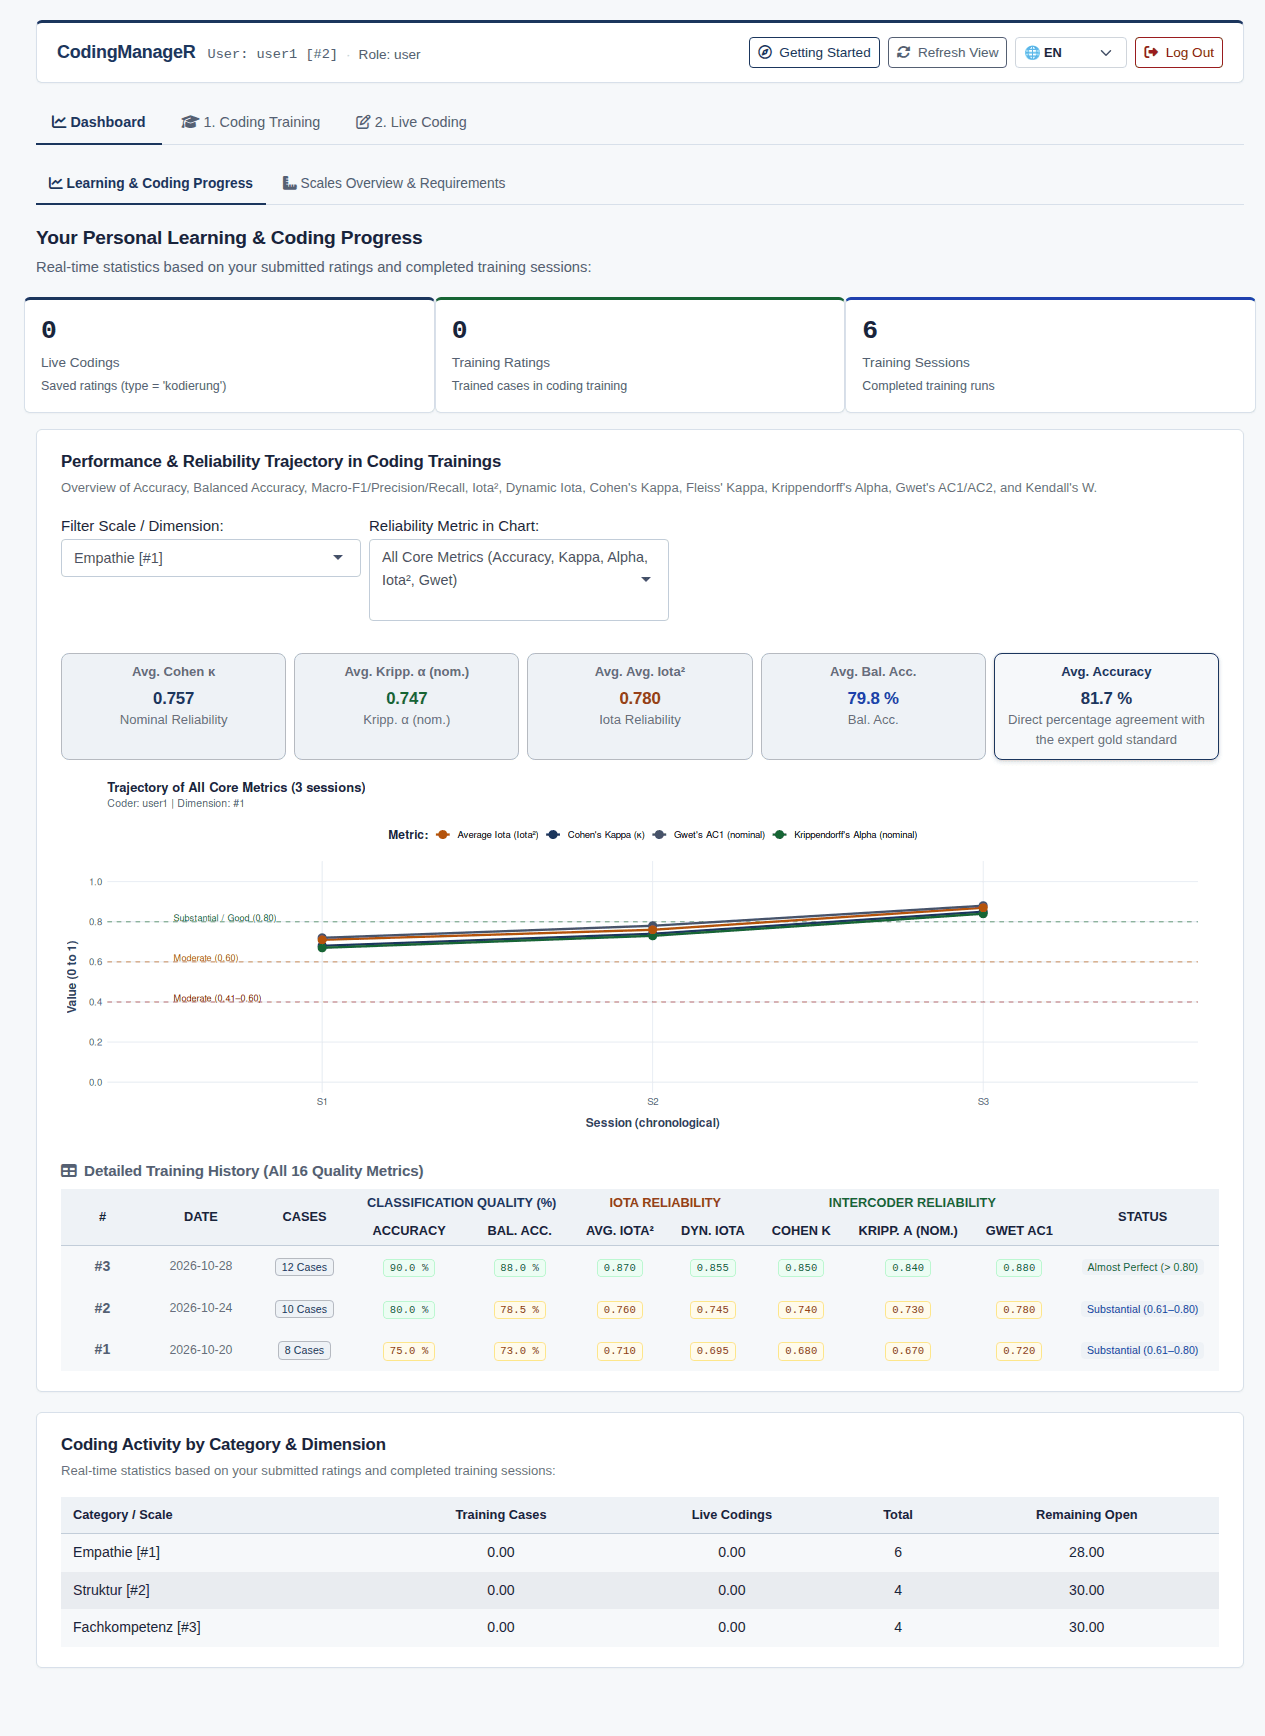 CodingManageR User: user1 [#2] · Role: user
Getting Started
Refresh View
🌐 EN
Log Out
Dashboard
1. Coding Training
2. Live Coding
Learning & Coding Progress
Scales Overview & Requirements
Your Personal Learning & Coding Progress
Real-time statistics based on your submitted ratings and completed training sessions:
0
Live Codings
Saved ratings (type = 'kodierung')
0
Training Ratings
Trained cases in coding training
6
Training Sessions
Completed training runs
Performance & Reliability Trajectory in Coding Trainings
Overview of Accuracy, Balanced Accuracy, Macro-F1/Precision/Recall, Iota², Dynamic Iota, Cohen's Kappa, Fleiss' Kappa, Krippendorff's Alpha, Gwet's AC1/AC2, and Kendall's W.
Filter Scale / Dimension:
Empathie [#1]
Reliability Metric in Chart:
All Core Metrics (Accuracy, Kappa, Alpha,
Iota², Gwet)
Avg. Cohen κ
0.757
Nominal Reliability
Avg. Kripp. α (nom.)
0.747
Kripp. α (nom.)
Avg. Avg. Iota²
0.780
Iota Reliability
Avg. Bal. Acc.
79.8 %
Bal. Acc.
Avg. Accuracy
81.7 %
Direct percentage agreement with
the expert gold standard
Trajectory of All Core Metrics (3 sessions)
Coder: user1 | Dimension: #1
Metric: Average Iota (Iota²) Cohen's Kappa (κ) Gwet's AC1 (nominal) Krippendorff's Alpha (nominal)
Value (0 to 1)
1.0
0.8
Substantial / Good (0.80)
0.6
Moderate (0.60)
0.4
Moderate (0.41–0.60)
0.2
0.0
S1 S2 S3
Session (chronological)
Detailed Training History (All 16 Quality Metrics)
# DATE CASES CLASSIFICATION QUALITY (%) IOTA RELIABILITY INTERCODER RELIABILITY STATUS
ACCURACY BAL. ACC. AVG. IOTA² DYN. IOTA COHEN Κ KRIPP. Α (NOM.) GWET AC1
#3 2026-10-28 12 Cases 90.0 % 88.0 % 0.870 0.855 0.850 0.840 0.880 Almost Perfect (> 0.80)
#2 2026-10-24 10 Cases 80.0 % 78.5 % 0.760 0.745 0.740 0.730 0.780 Substantial (0.61–0.80)
#1 2026-10-20 8 Cases 75.0 % 73.0 % 0.710 0.695 0.680 0.670 0.720 Substantial (0.61–0.80)
Coding Activity by Category & Dimension
Real-time statistics based on your submitted ratings and completed training sessions:
Category / Scale Training Cases Live Codings Total Remaining Open
Empathie [#1] 0.00 0.00 6 28.00
Struktur [#2] 0.00 0.00 4 30.00
Fachkompetenz [#3] 0.00 0.00 4 30.00